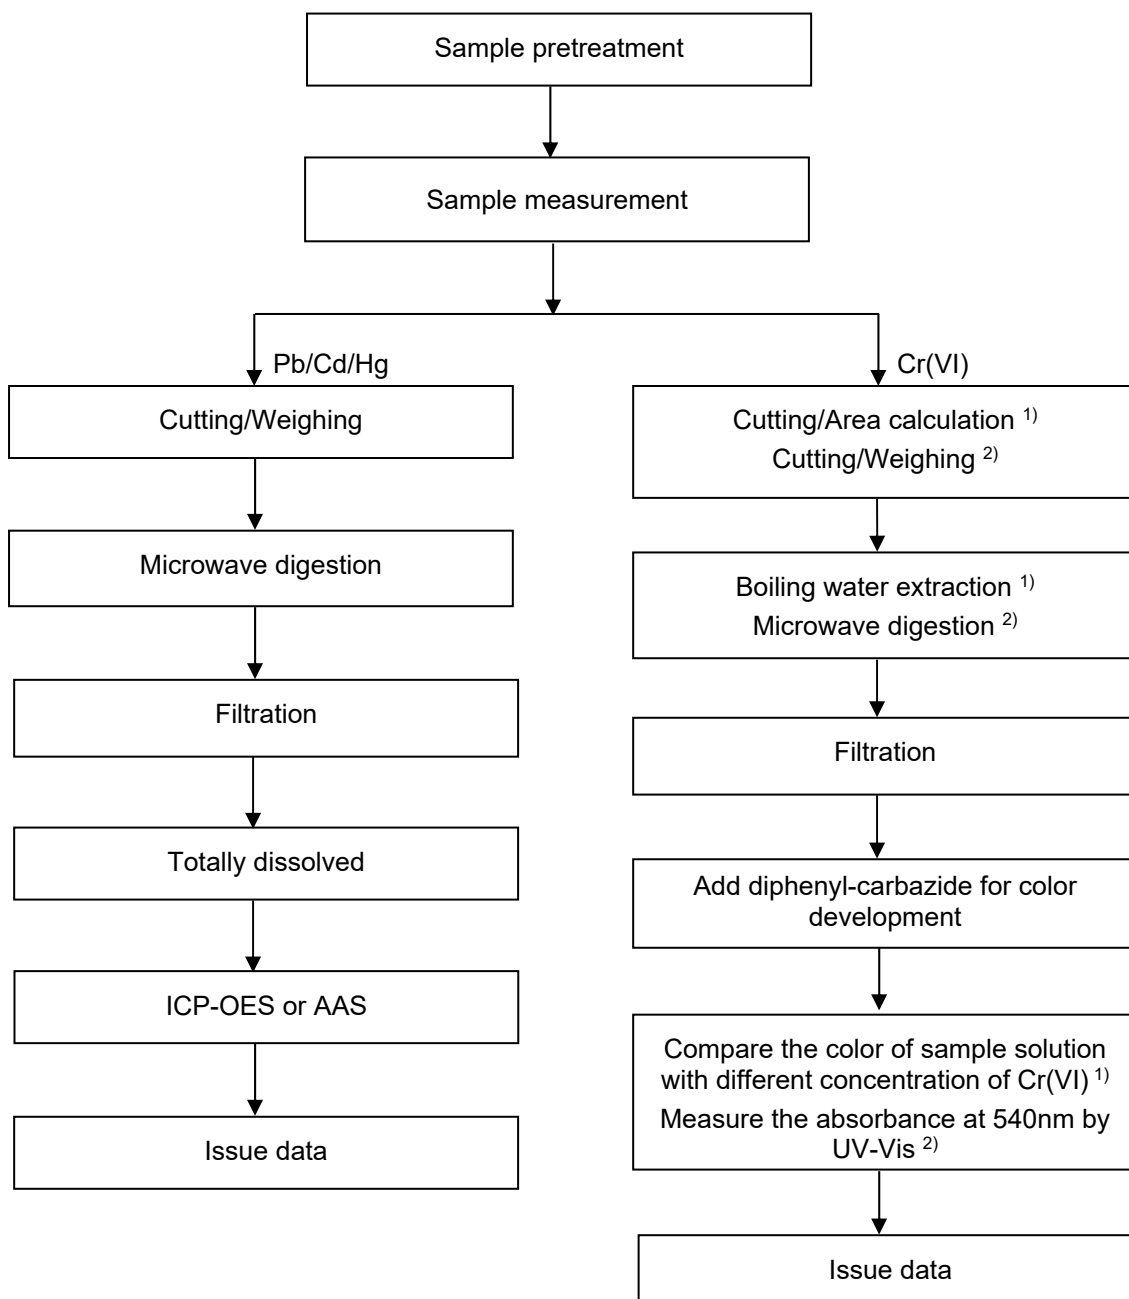 Sample pretreatment
Sample measurement
Pb/Cd/Hg
Cutting/Weighing
Microwave digestion
Filtration
Totally dissolved
ICP-OES or AAS
Issue data
Cr(VI)
Cutting/Area calculation 1)
Cutting/Weighing 2)
Boiling water extraction 1)
Microwave digestion 2)
Filtration
Add diphenyl-carbazide for color
development
Compare the color of sample solution
with different concentration of Cr(VI) 1)
Measure the absorbance at 540nm by
UV-Vis 2)
Issue data